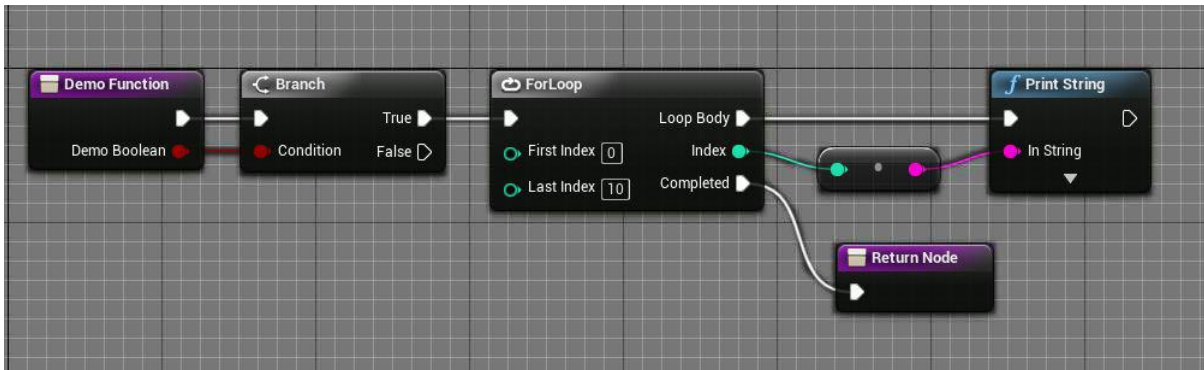 Demo Function
Demo Boolean
Branch
True
Condition
False
ForLoop
Loop Body
First Index 0
Index
Last Index 10
Completed
f Print String
In String
Return Node